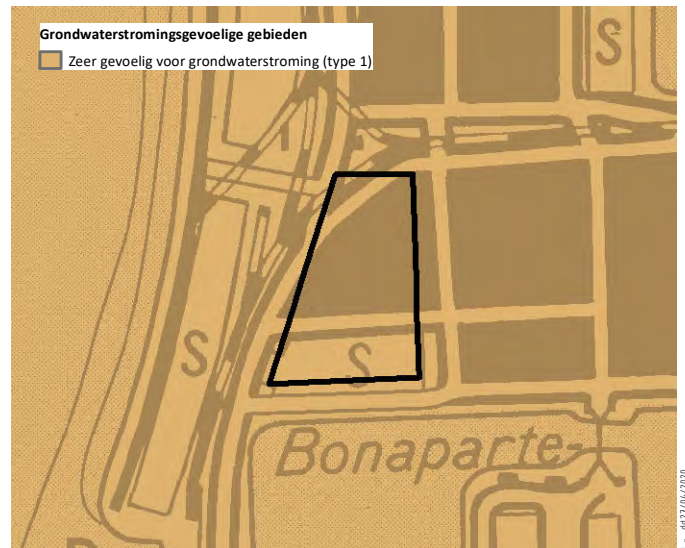 Grondwaterstromingsgevoelige gebieden
Zeer gevoelig voor grondwaterstroming (type 1)
S
S
S
Bonaparte-